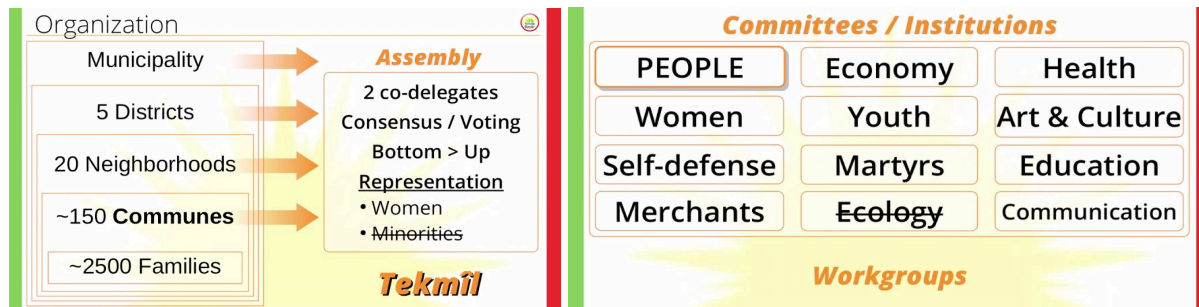 Organization
Municipality
5 Districts
20 Neighborhoods
~150 Communes
~2500 Families
Assembly
2 co-delegates
Consensus / Voting
Bottom > Up
Representation
• Women
• Minorities
Tekmîl
Committees / Institutions
PEOPLE Economy Health
Women Youth Art & Culture
Self-defense Martyrs Education
Merchants Ecology Communication
Workgroups